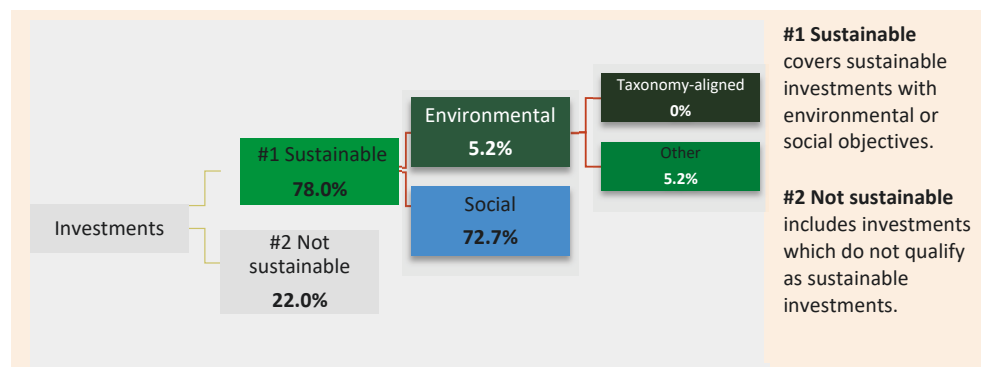 Investments
#1 Sustainable
78.0%
#2 Not
sustainable
22.0%
Environmental
5.2%
Social
72.7%
Taxonomy-aligned
0%
Other
5.2%
#1 Sustainable
covers sustainable
investments with
environmental or
social objectives.
#2 Not sustainable
includes investments
which do not qualify
as sustainable
investments.